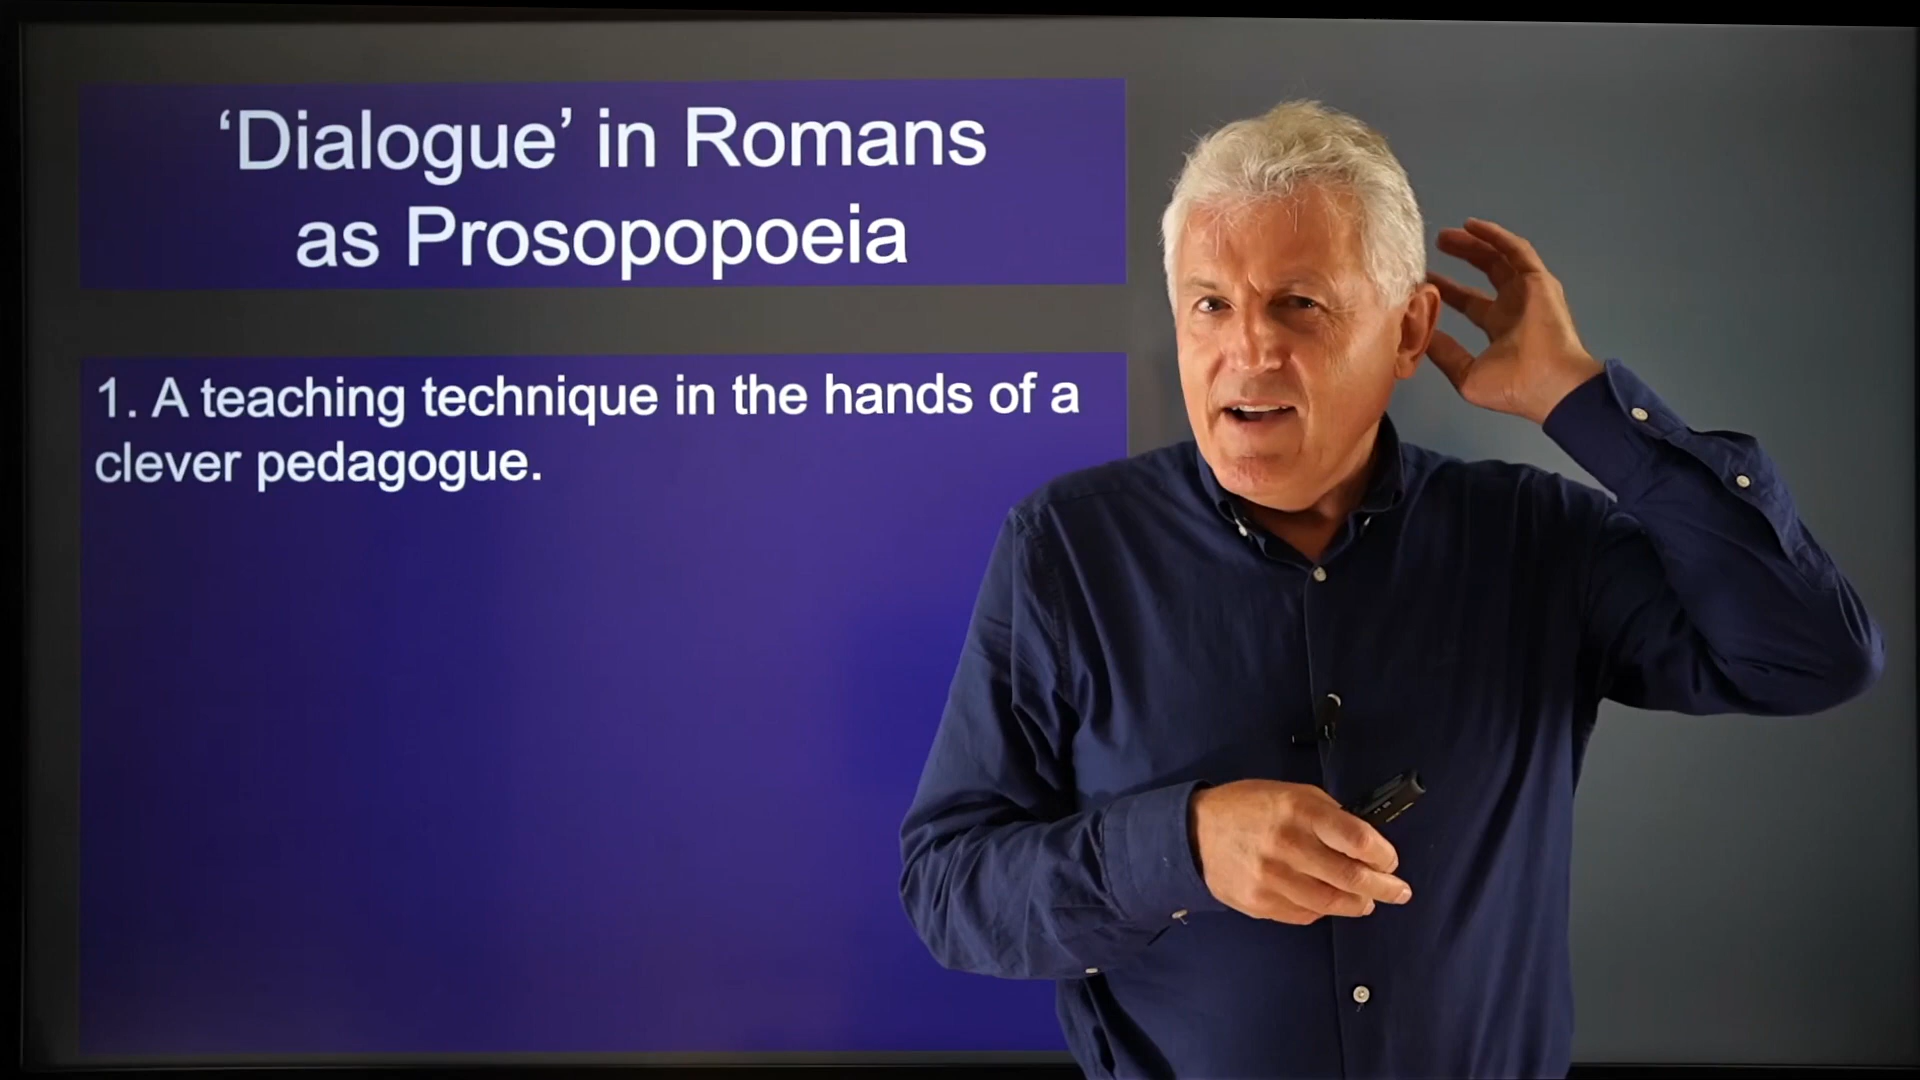 ‘Dialogue’ in Romans
as Prosopopoeia
1. A teaching technique in the hands of a
clever pedagogue.